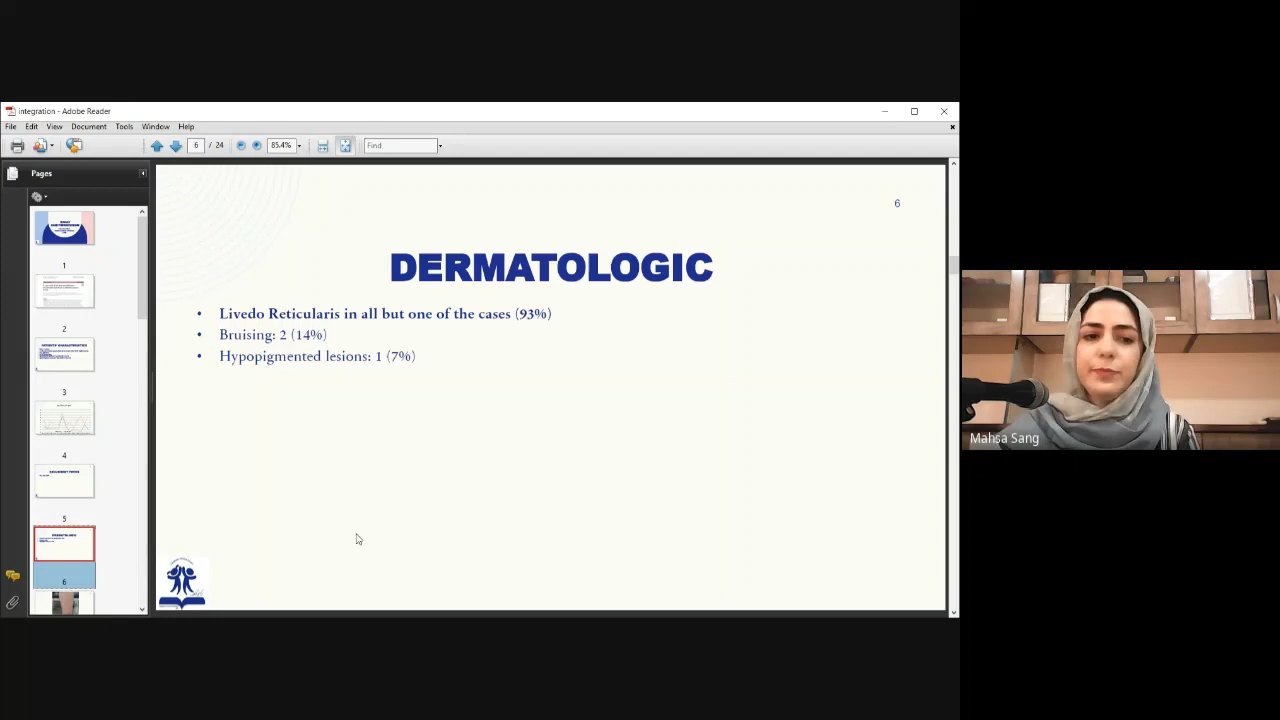 integration - Adobe Reader
File Edit View Document Tools Window Help
6 / 24 85.4% Find
Pages
1
2
3
4
5
6
6
DERMATOLOGIC
• Livedo Reticularis in all but one of the cases (93%)
• Bruising: 2 (14%)
• Hypopigmented lesions: 1 (7%)
Mahsa Sang